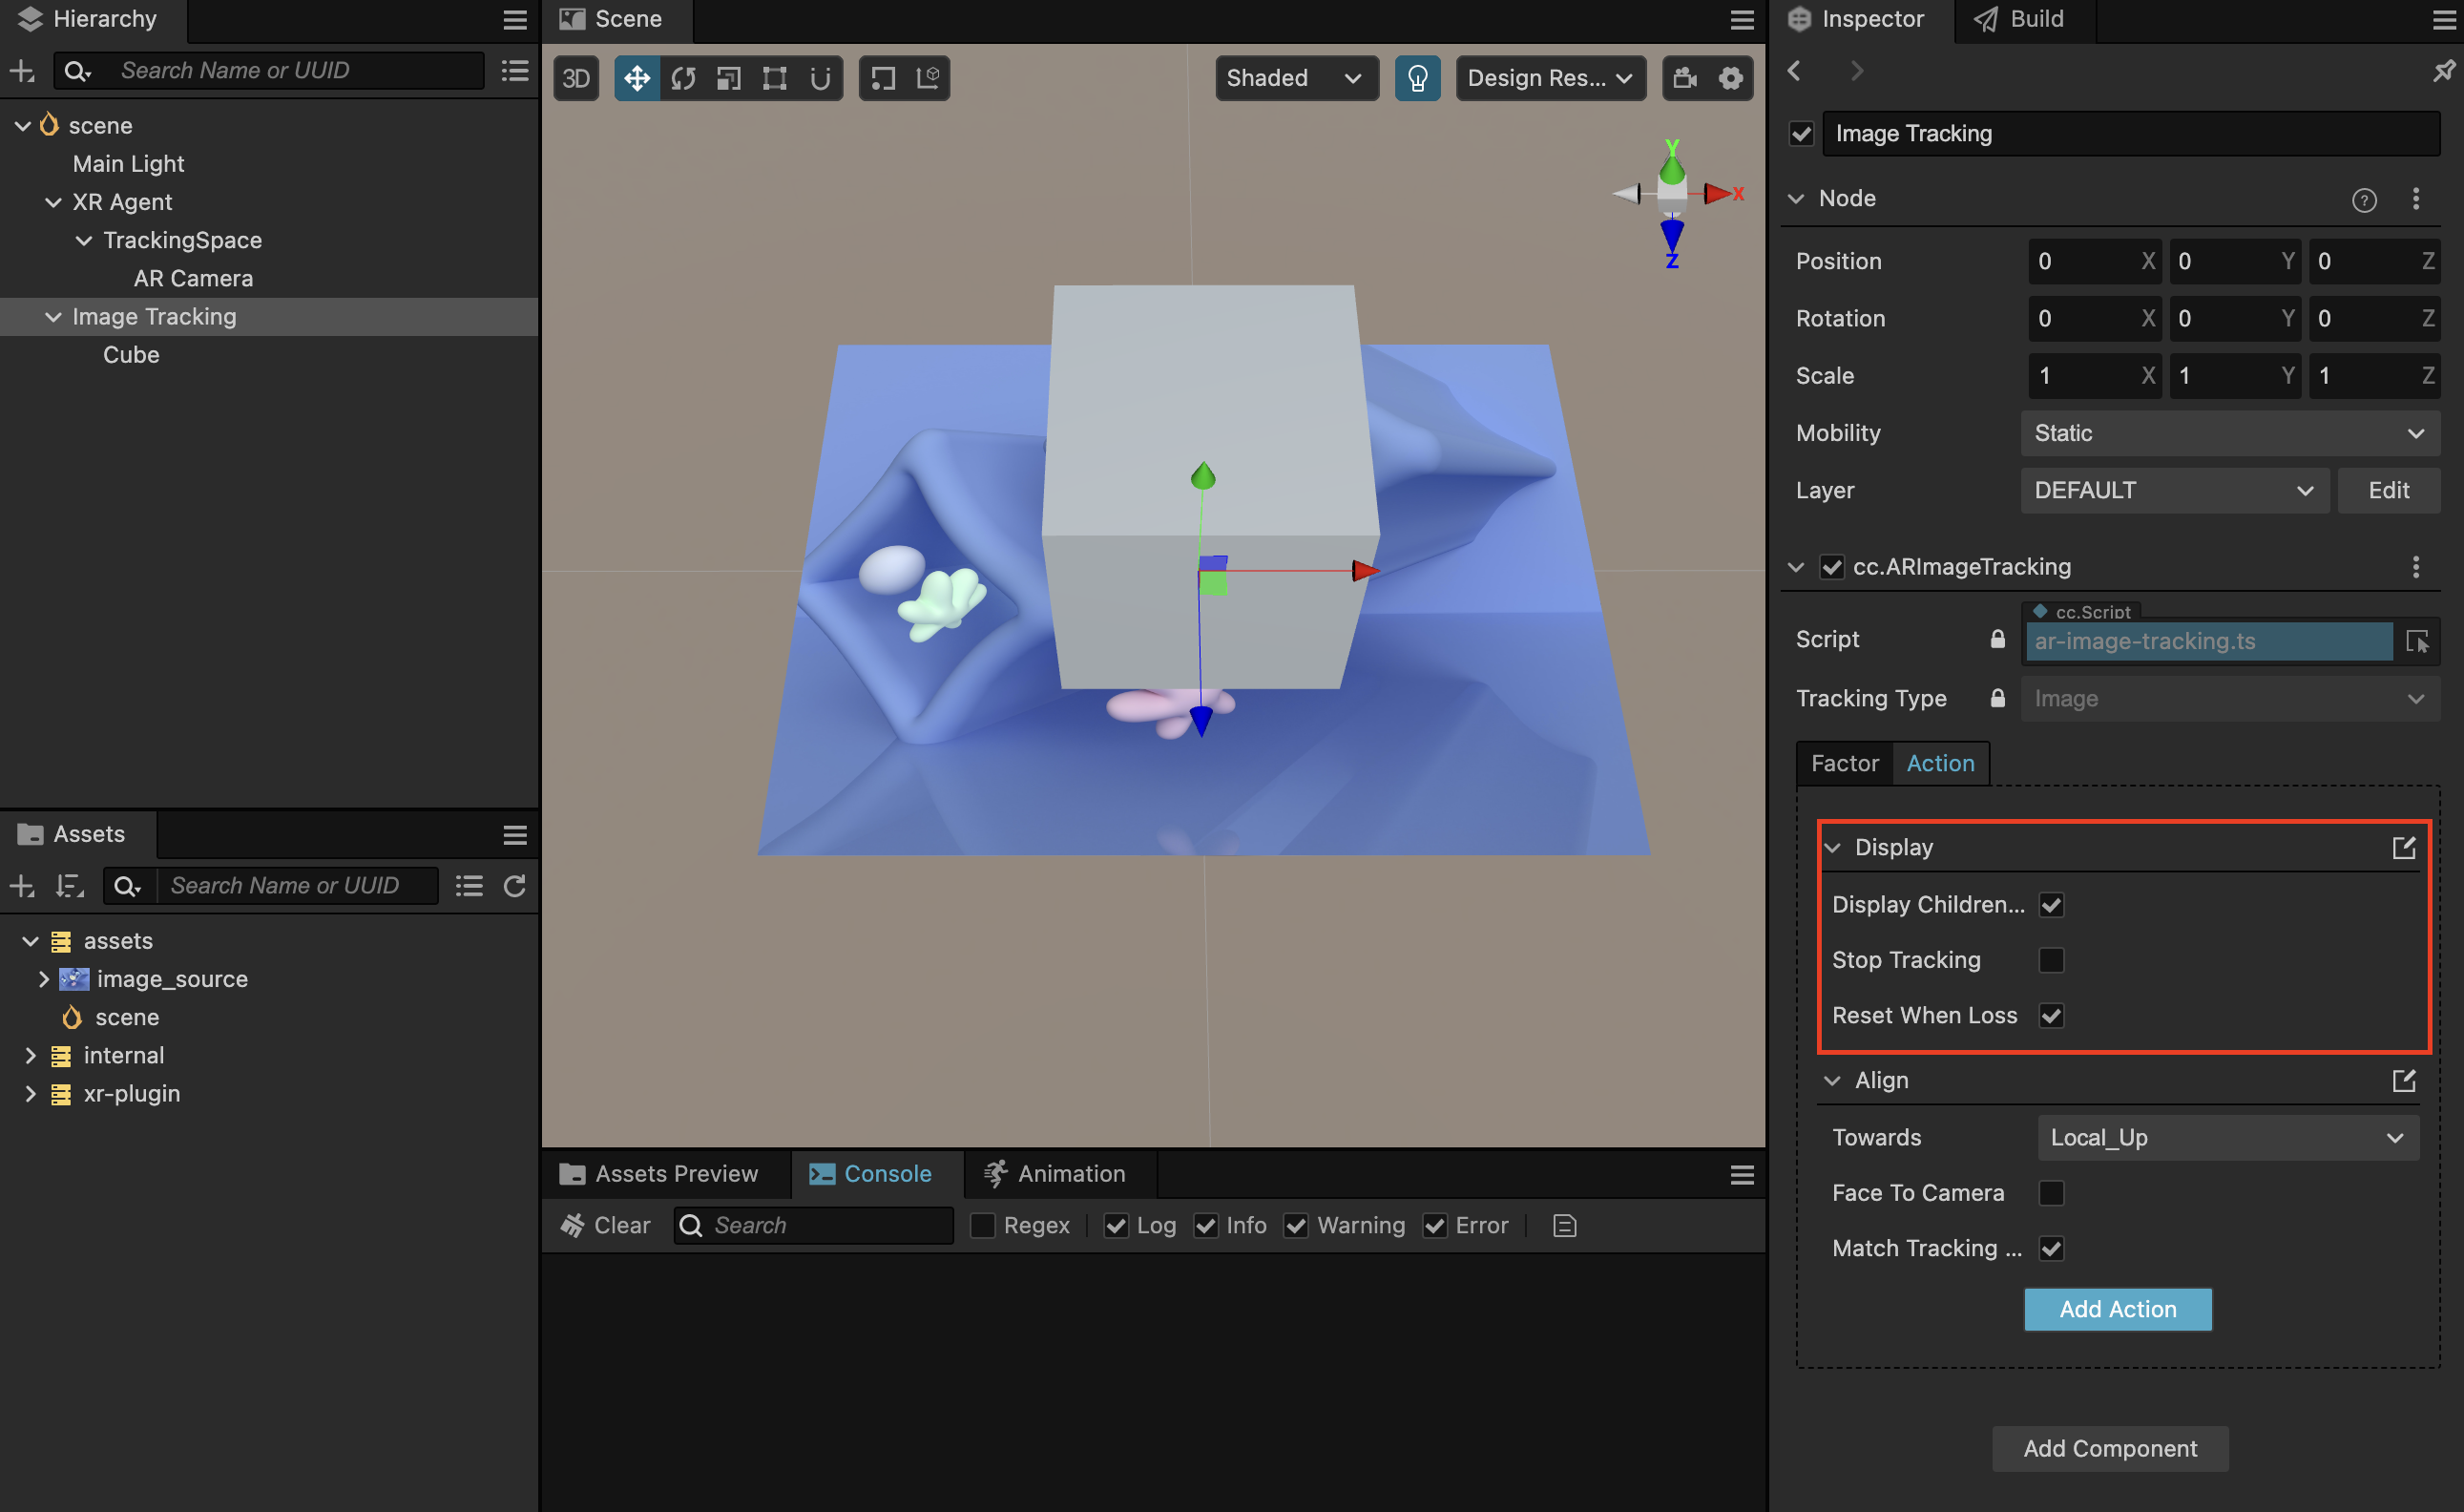 Hierarchy
Search Name or UUID
scene
Main Light
XR Agent
TrackingSpace
AR Camera
Image Tracking
Cube
Assets
Search Name or UUID
assets
image_source
scene
internal
xr-plugin
Scene
3D
Shaded
Design Res...
Y
X
Z
Assets Preview
Console
Animation
Clear
Search
Regex
Log
Info
Warning
Error
Inspector
Build
Image Tracking
Node
?
Position
0 X 0 Y 0 Z
Rotation
0 X 0 Y 0 Z
Scale
1 X 1 Y 1 Z
Mobility
Static
Layer
DEFAULT
Edit
cc.ARImageTracking
cc.Script
Script
ar-image-tracking.ts
Tracking Type
Image
Factor
Action
Display
Display Children...
Stop Tracking
Reset When Loss
Align
Towards
Local_Up
Face To Camera
Match Tracking ...
Add Action
Add Component